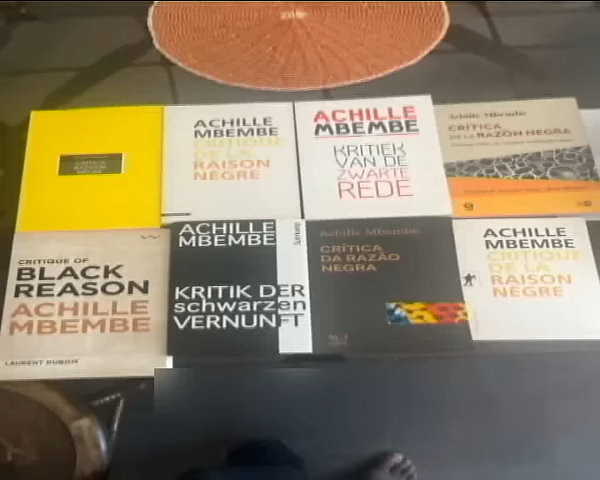 ACHILLE
MBEMBE
CRITIQUE
DE LA
RAISON
NÈGRE
ACHILLE
MBEMBE
KRITIEK
VAN DE
ZWARTE
REDE
Achille Mbembe
CRÍTICA
DE LA RAZÓN NEGRA
CRITIQUE OF
BLACK
REASON
ACHILLE
MBEMBE
LAURENT DUBOIS
ACHILLE
MBEMBE
KRITIK DER
schwarzen
VERNUNFT
Suhrkamp
Achille Mbembe
CRÍTICA
DA RAZÃO
NEGRA
ACHILLE
MBEMBE
CRITIQUE
DE LA
RAISON
NÈGRE